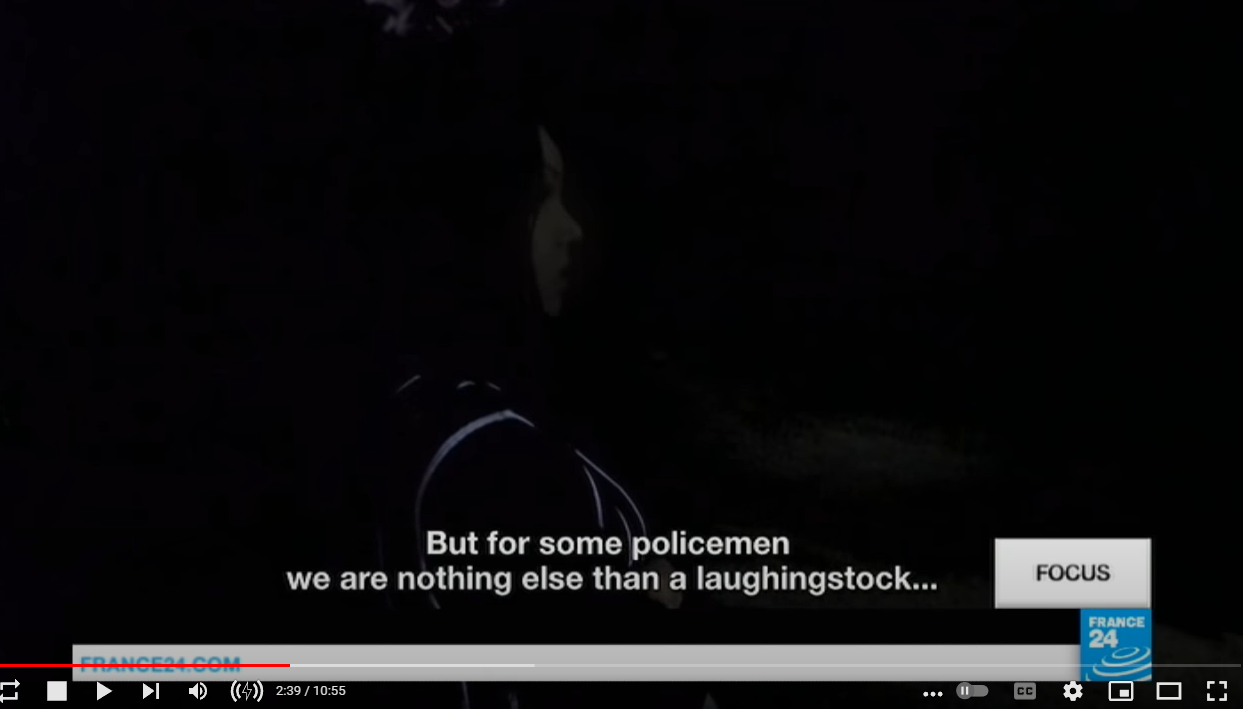 But for some policemen
we are nothing else than a laughingstock...
FOCUS
FRANCE
24
FRANCE24.COM
2:39 / 10:55
CC